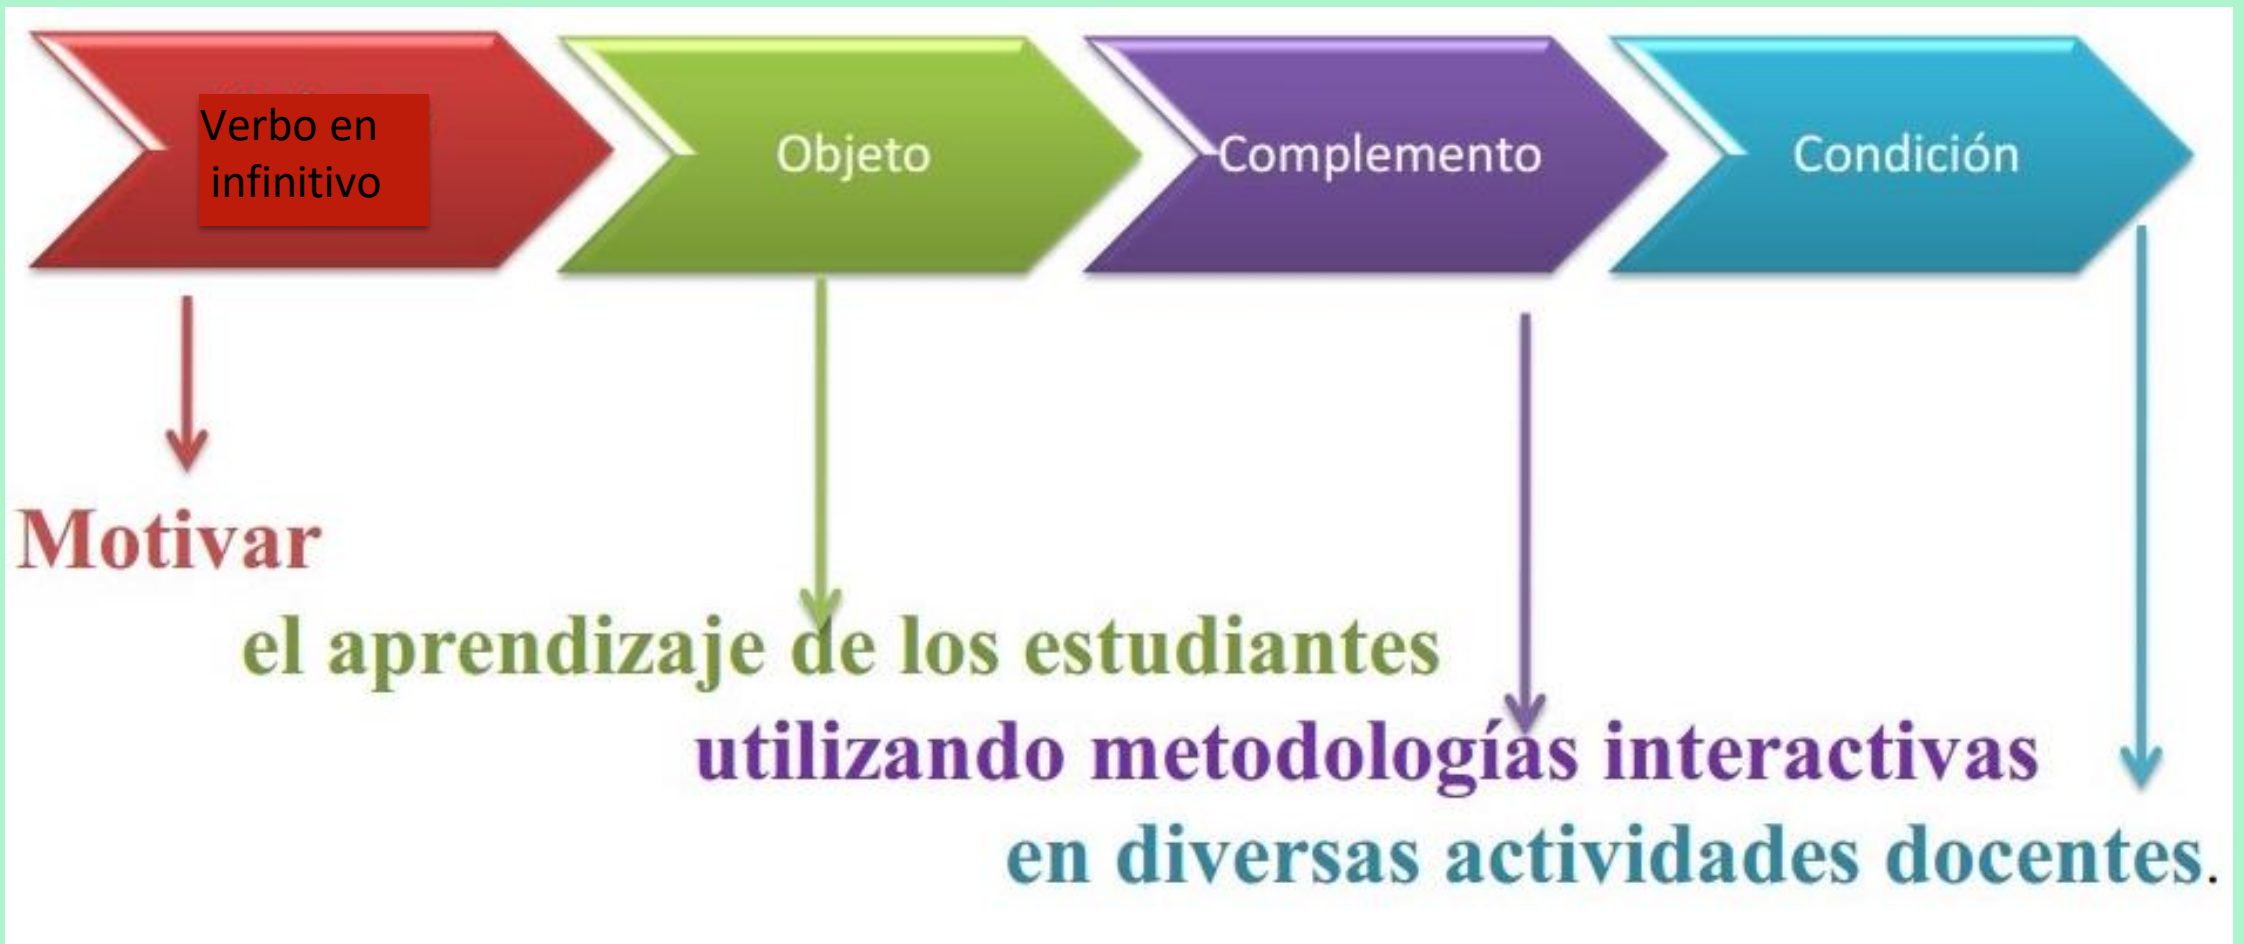 Verbo en
infinitivo
Objeto
Complemento
Condición
Motivar
el aprendizaje de los estudiantes
utilizando metodologías interactivas
en diversas actividades docentes.